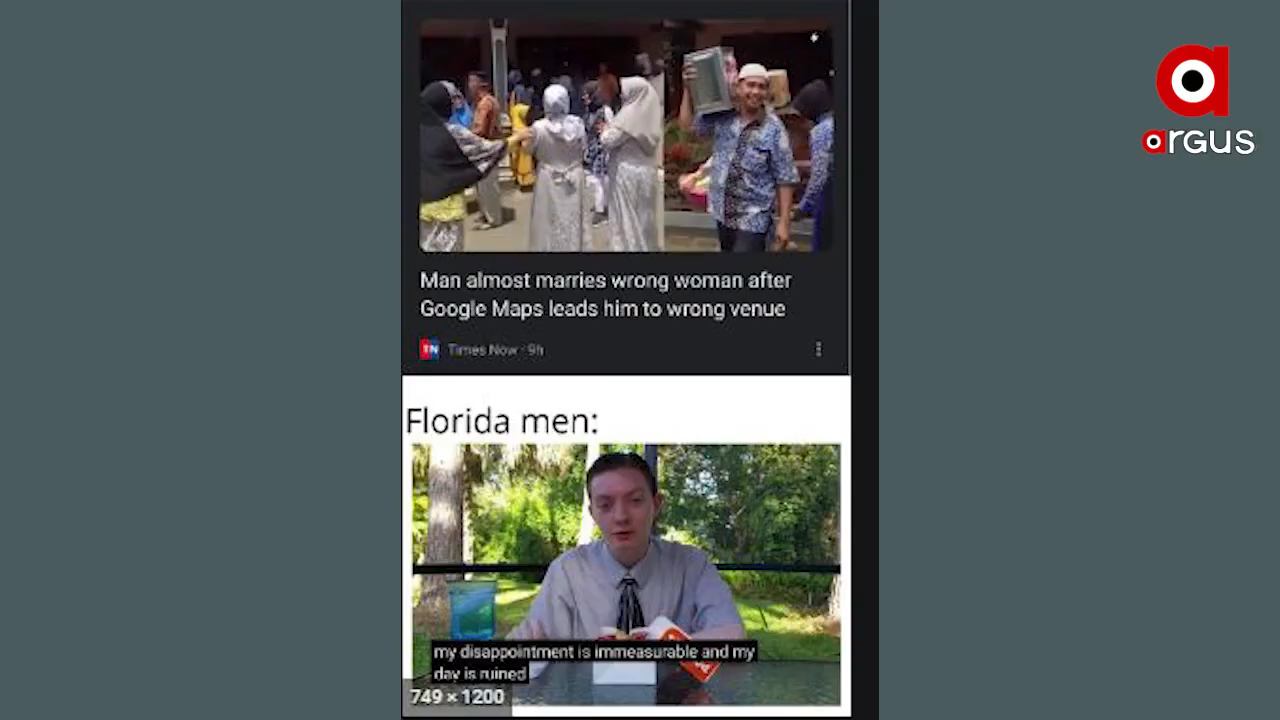 Man almost marries wrong woman after
Google Maps leads him to wrong venue
TN Times Now · 9h
argus
Florida men:
my disappointment is immeasurable and my
day is ruined
749 × 1200